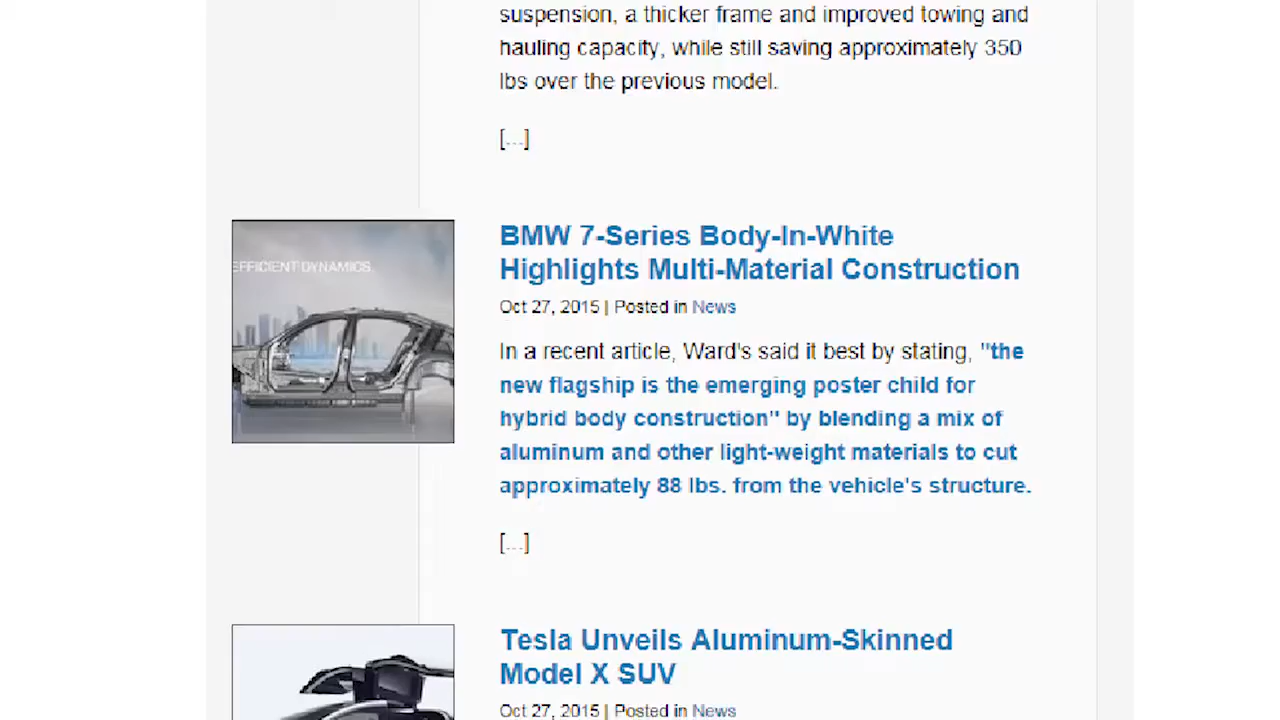 suspension, a thicker frame and improved towing and
hauling capacity, while still saving approximately 350
lbs over the previous model.
[...]
EFFICIENT DYNAMICS.
BMW 7-Series Body-In-White
Highlights Multi-Material Construction
Oct 27, 2015 | Posted in News
In a recent article, Ward's said it best by stating, "the
new flagship is the emerging poster child for
hybrid body construction" by blending a mix of
aluminum and other light-weight materials to cut
approximately 88 lbs. from the vehicle's structure.
[...]
Tesla Unveils Aluminum-Skinned
Model X SUV
Oct 27, 2015 | Posted in News